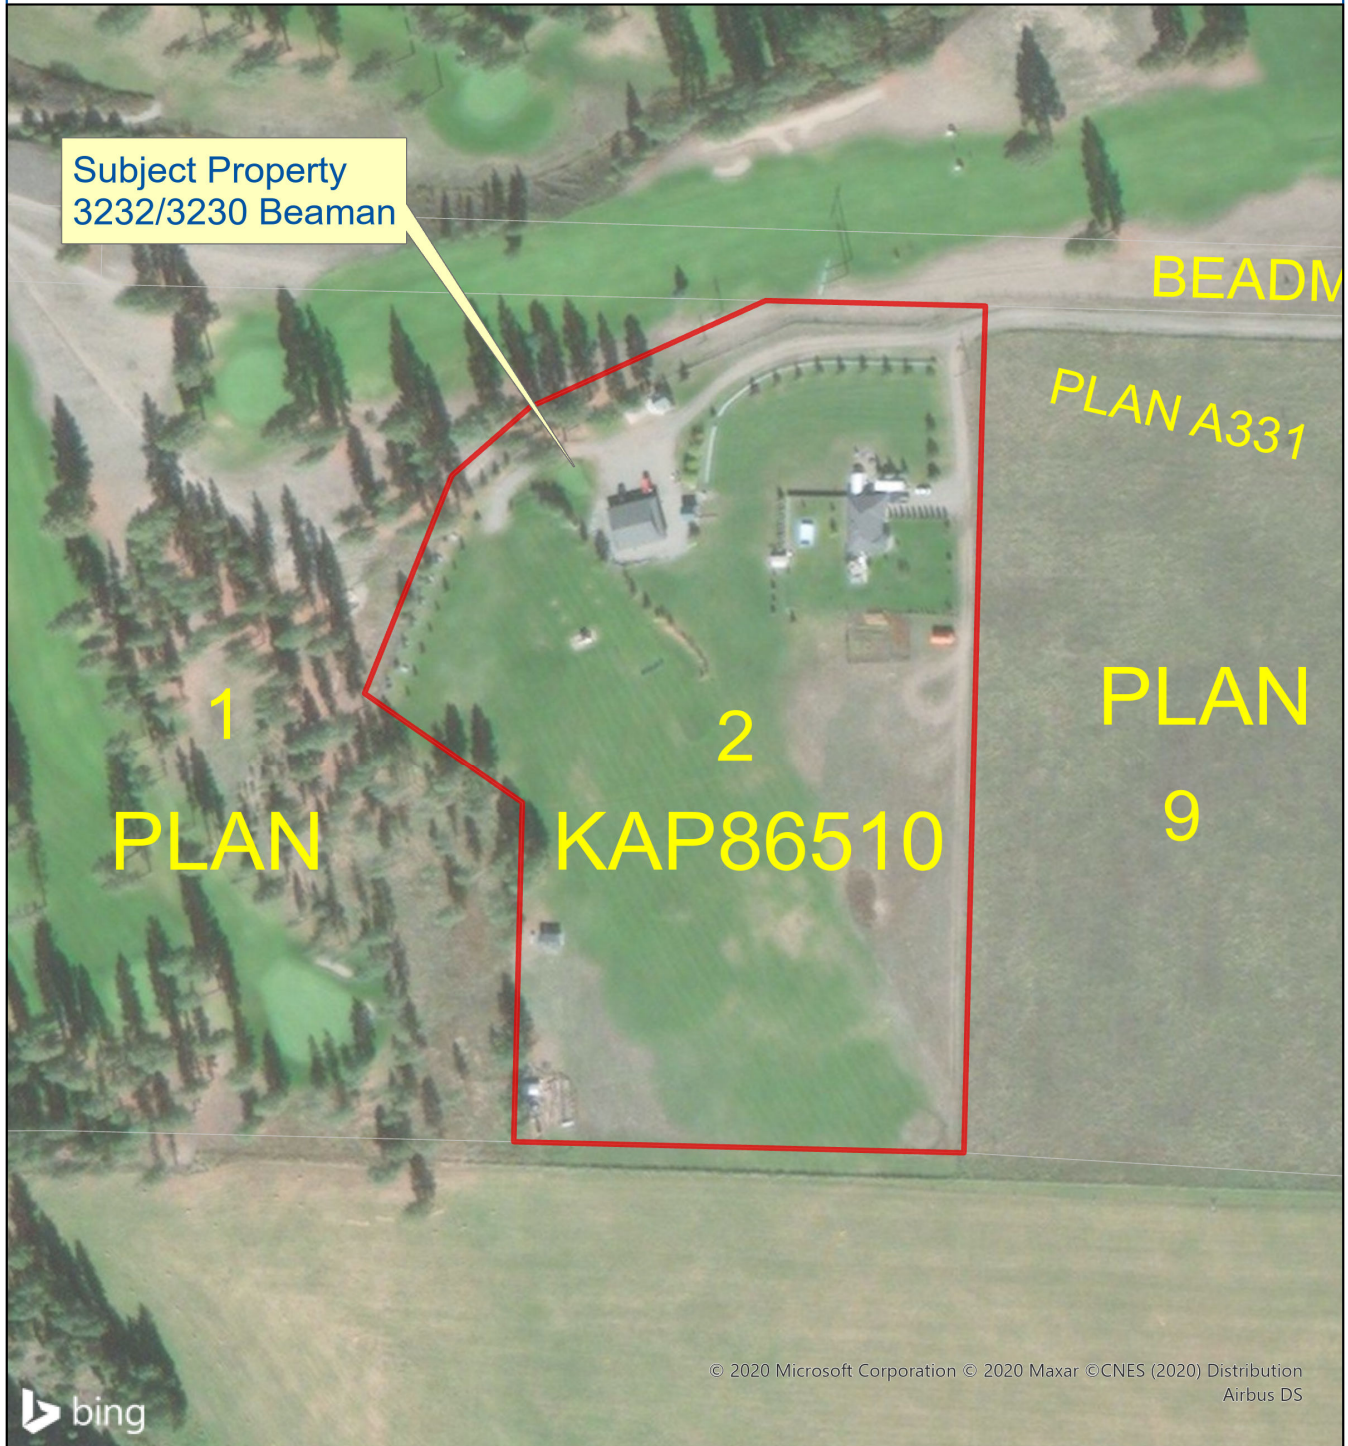 Subject Property
3232/3230 Beaman
BEADM
PLAN A331
1
PLAN
2
KAP86510
PLAN
9
© 2020 Microsoft Corporation © 2020 Maxar ©CNES (2020) Distribution
Airbus DS
bing